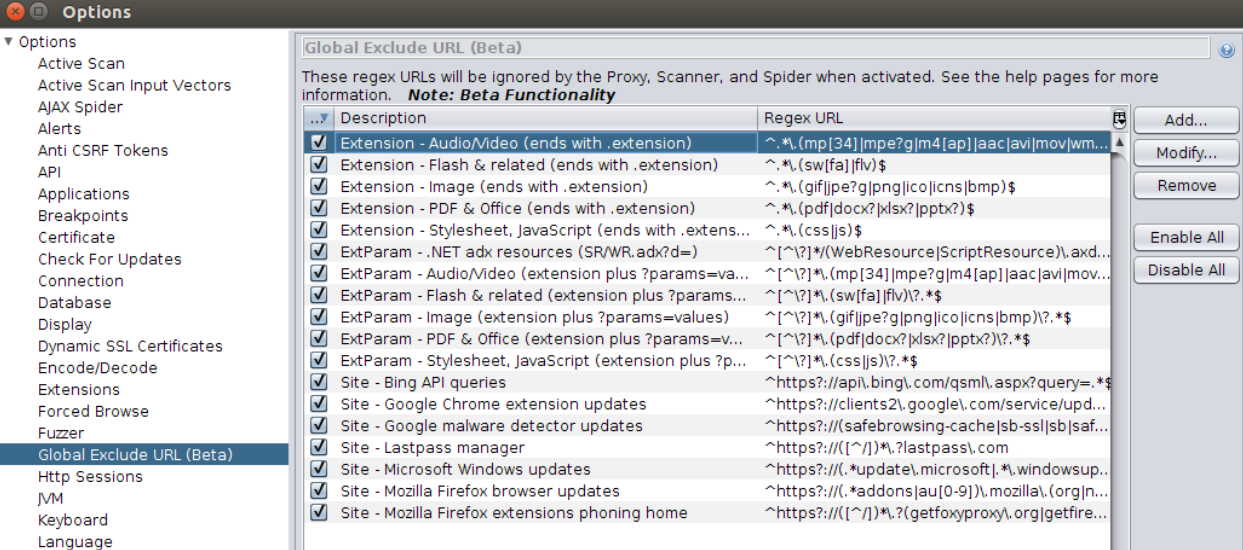 Options
Options
Active Scan
Active Scan Input Vectors
AJAX Spider
Alerts
Anti CSRF Tokens
API
Applications
Breakpoints
Certificate
Check For Updates
Connection
Database
Display
Dynamic SSL Certificates
Encode/Decode
Extensions
Forced Browse
Fuzzer
Global Exclude URL (Beta)
Http Sessions
JVM
Keyboard
Language
Global Exclude URL (Beta)
These regex URLs will be ignored by the Proxy, Scanner, and Spider when activated. See the help pages for more
information. Note: Beta Functionality
... Description Regex URL
Extension - Audio/Video (ends with .extension) ^.*\.(mp[34]|mpe?g|m4[ap]|aac|avi|mov|wm...
Extension - Flash & related (ends with .extension) ^.*\.(sw[fa]|flv)$
Extension - Image (ends with .extension) ^.*\.(gif|jpe?g|png|ico|icns|bmp)$
Extension - PDF & Office (ends with .extension) ^.*\.(pdf|docx?|xlsx?|pptx?)$
Extension - Stylesheet, JavaScript (ends with .extens... ^.*\.(css|js)$
ExtParam - .NET adx resources (SR/WR.adx?d=) ^[^\?]*/(WebResource|ScriptResource)\.axd...
ExtParam - Audio/Video (extension plus ?params=va... ^[^\?]*\.(mp[34]|mpe?g|m4[ap]|aac|avi|mov...
ExtParam - Flash & related (extension plus ?params... ^[^\?]*\.(sw[fa]|flv)\?.*$
ExtParam - Image (extension plus ?params=values) ^[^\?]*\.(gif|jpe?g|png|ico|icns|bmp)\?.*$
ExtParam - PDF & Office (extension plus ?params=v... ^[^\?]*\.(pdf|docx?|xlsx?|pptx?)\?.*$
ExtParam - Stylesheet, JavaScript (extension plus ?p... ^[^\?]*\.(css|js)\?.*$
Site - Bing API queries ^https?://api\.bing\.com/qsml\.aspx?query=.*$
Site - Google Chrome extension updates ^https?://clients2\.google\.com/service/upd...
Site - Google malware detector updates ^https?://(safebrowsing-cache|sb-ssl|sb|saf...
Site - Lastpass manager ^https?://([^/])*\.?lastpass\.com
Site - Microsoft Windows updates ^https?://(.*update\.microsoft|.*\.windowsup...
Site - Mozilla Firefox browser updates ^https?://(.*addons|au[0-9])\.mozilla\.(org|n...
Site - Mozilla Firefox extensions phoning home ^https?://([^/])*\.?(getfoxyproxy\.org|getfire...
Add...
Modify...
Remove
Enable All
Disable All